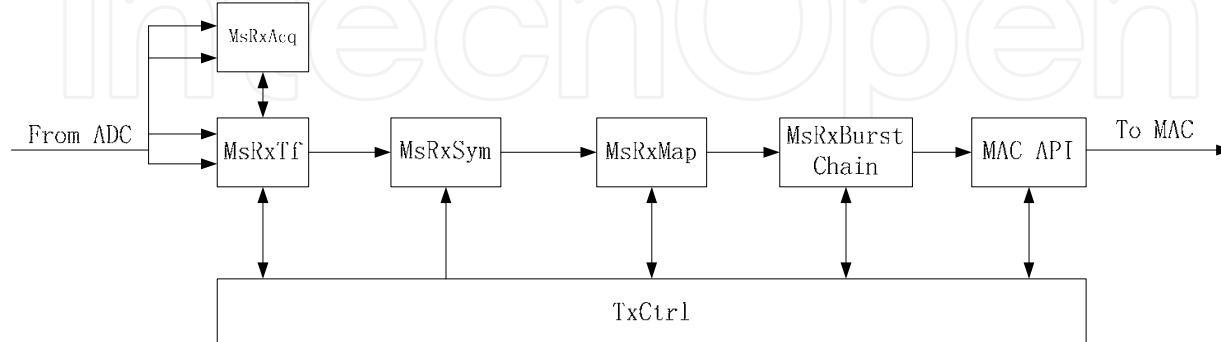 IntechOpen
MsRxAcq
From ADC
MsRxTf
MsRxSym
MsRxMap
MsRxBurst
Chain
MAC API
To MAC
TxCtrl